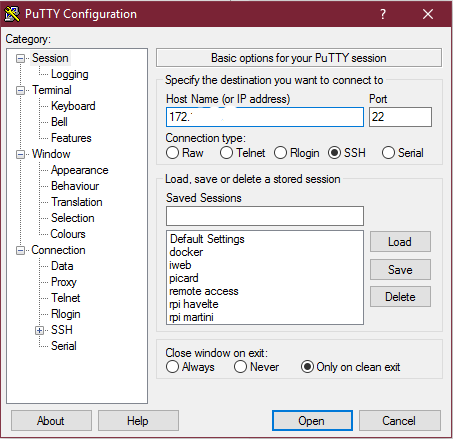 PuTTY Configuration
Category:
Session
Logging
Terminal
Keyboard
Bell
Features
Window
Appearance
Behaviour
Translation
Selection
Colours
Connection
Data
Proxy
Telnet
Rlogin
SSH
Serial
Basic options for your PuTTY session
Specify the destination you want to connect to
Host Name (or IP address) Port
172. 22
Connection type:
Raw Telnet Rlogin SSH Serial
Load, save or delete a stored session
Saved Sessions
Default Settings
docker
iweb
picard
remote access
rpi havelte
rpi martini
Load
Save
Delete
Close window on exit:
Always Never Only on clean exit
About Help Open Cancel